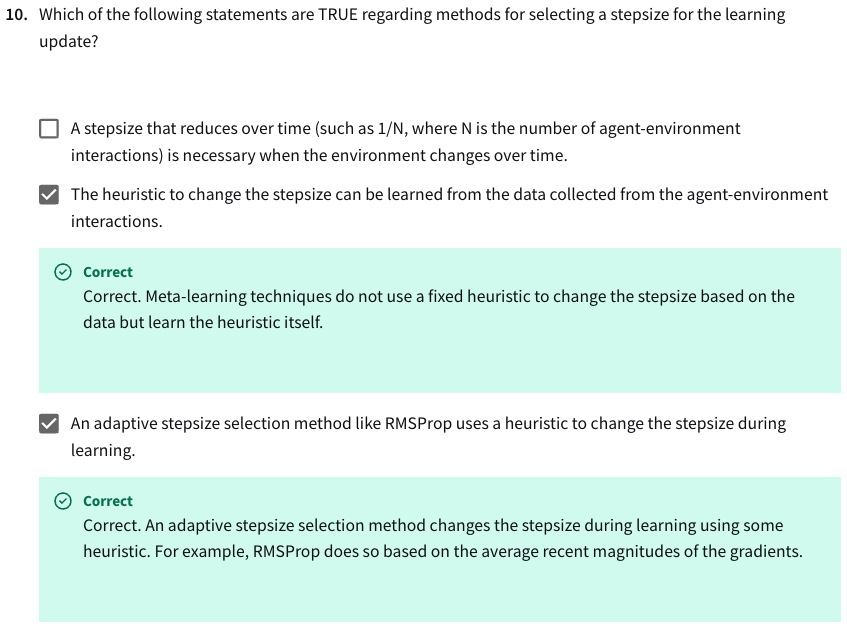 10. Which of the following statements are TRUE regarding methods for selecting a stepsize for the learning
update?
A stepsize that reduces over time (such as 1/N, where N is the number of agent-environment
interactions) is necessary when the environment changes over time.
The heuristic to change the stepsize can be learned from the data collected from the agent-environment
interactions.
Correct
Correct. Meta-learning techniques do not use a fixed heuristic to change the stepsize based on the
data but learn the heuristic itself.
An adaptive stepsize selection method like RMSProp uses a heuristic to change the stepsize during
learning.
Correct
Correct. An adaptive stepsize selection method changes the stepsize during learning using some
heuristic. For example, RMSProp does so based on the average recent magnitudes of the gradients.